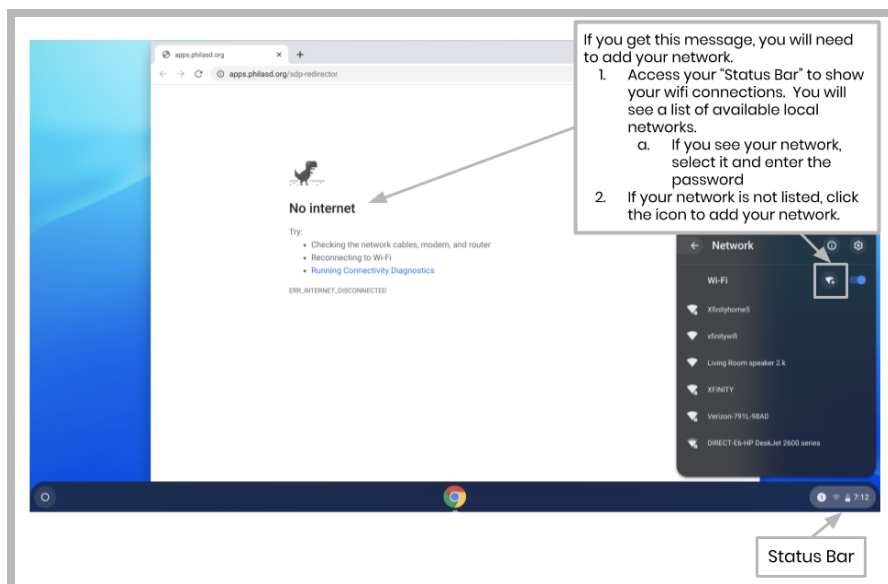 apps.philasd.org
apps.philasd.org/sdp-redirector
If you get this message, you will need
to add your network.
1. Access your “Status Bar” to show
your wifi connections. You will
see a list of available local
networks.
a. If you see your network,
select it and enter the
password
2. If your network is not listed, click
the icon to add your network.
No internet
Try:
• Checking the network cables, modem, and router
• Reconnecting to Wi-Fi
• Running Connectivity Diagnostics
ERR_INTERNET_DISCONNECTED
Network
Wi-Fi
Xfinityhome5
xfinitywifi
Living Room speaker 2.k
XFINITY
Verizon-791L-98A0
DIRECT-E6-HP DeskJet 2600 series
7:12
Status Bar